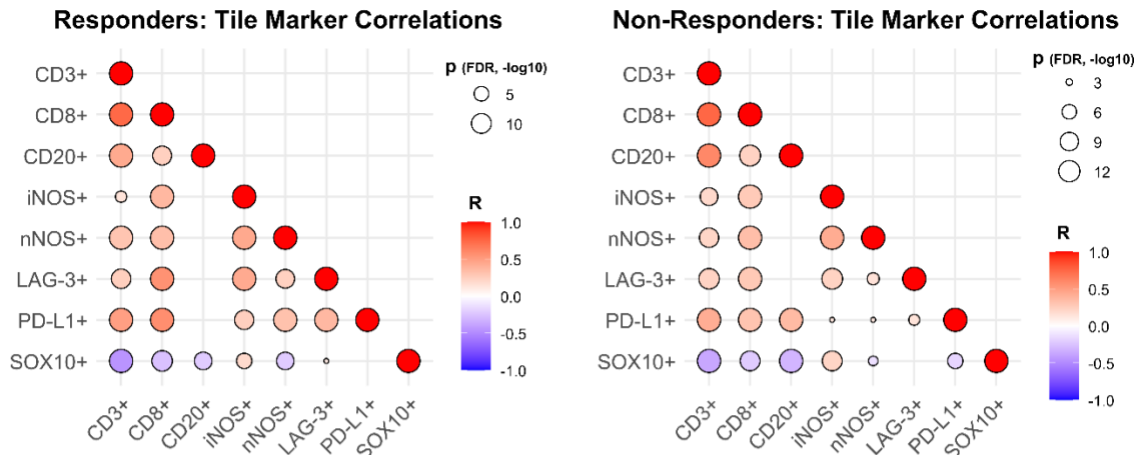 Responders: Tile Marker Correlations
CD3+
CD8+
CD20+
iNOS+
nNOS+
LAG-3+
PD-L1+
SOX10+
CD3+
CD8+
CD20+
iNOS+
nNOS+
LAG-3+
PD-L1+
SOX10+
p (FDR, -log10)
5
10
R
1.0
0.5
0.0
-0.5
-1.0
Non-Responders: Tile Marker Correlations
CD3+
CD8+
CD20+
iNOS+
nNOS+
LAG-3+
PD-L1+
SOX10+
CD3+
CD8+
CD20+
iNOS+
nNOS+
LAG-3+
PD-L1+
SOX10+
p (FDR, -log10)
3
6
9
12
R
1.0
0.5
0.0
-0.5
-1.0